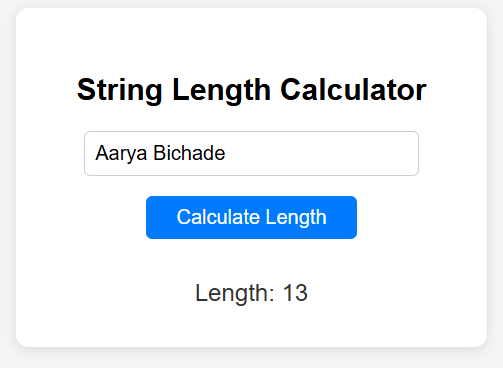 String Length Calculator
Aarya Bichade
Calculate Length
Length: 13